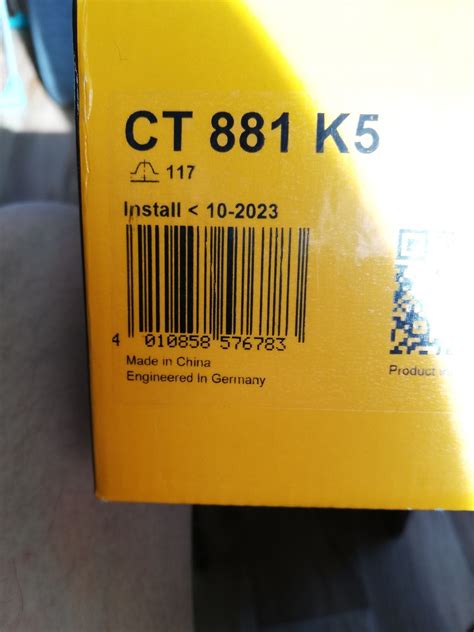 CT 881 K5
117
Install < 10-2023
4 010858 576783
Made in China
Engineered In Germany
Product